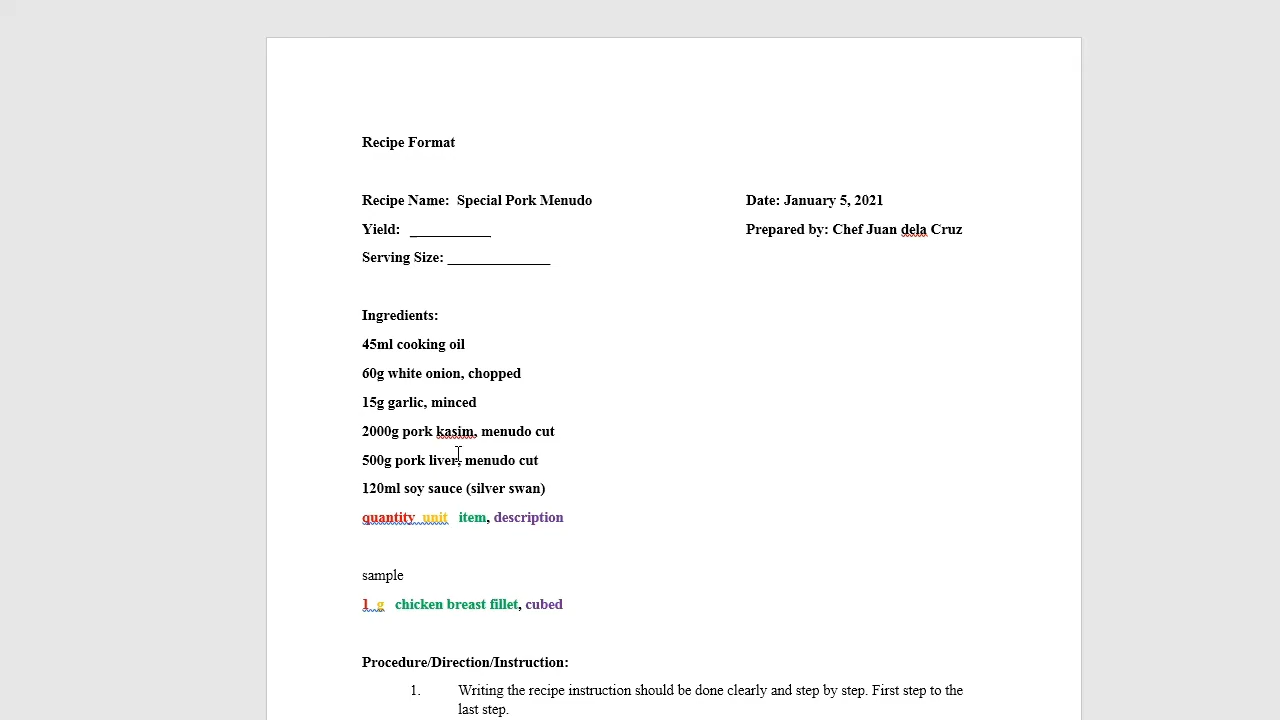 Recipe Format
Recipe Name:  Special Pork Menudo
Date: January 5, 2021
Yield:  ___________
Prepared by: Chef Juan dela Cruz
Serving Size: ______________
Ingredients:
45ml cooking oil
60g white onion, chopped
15g garlic, minced
2000g pork kasim, menudo cut
500g pork liver, menudo cut
120ml soy sauce (silver swan)
quantity  unit   item, description
sample
1  g   chicken breast fillet, cubed
Procedure/Direction/Instruction:
1. Writing the recipe instruction should be done clearly and step by step. First step to the
last step.